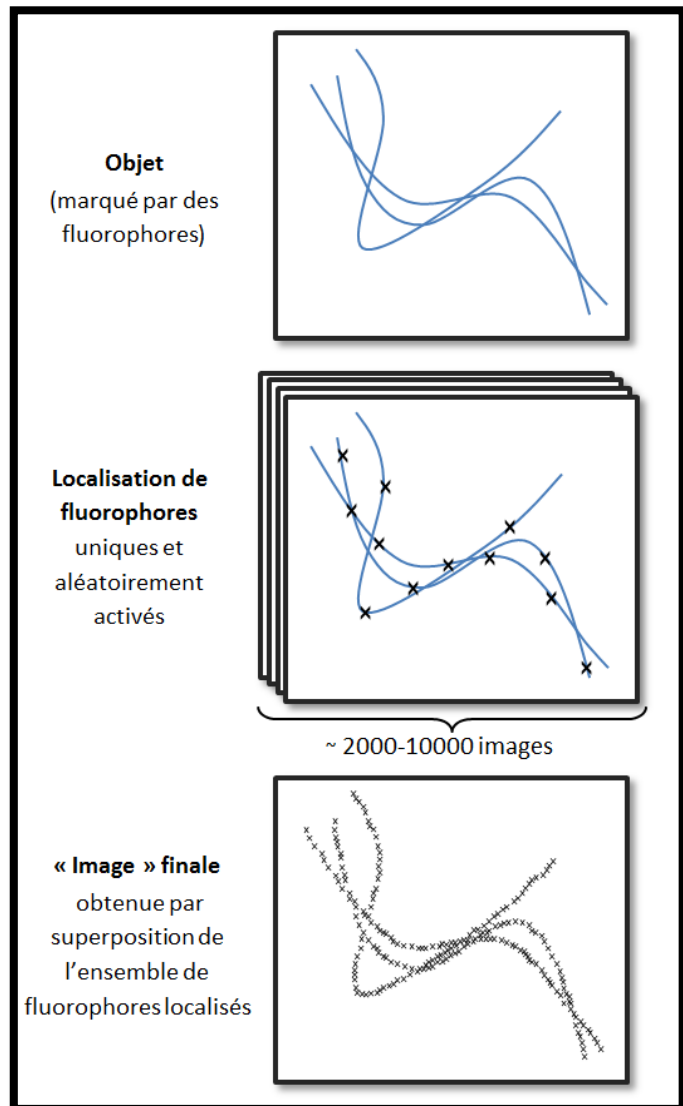 Objet
(marqué par des
fluorophores)
Localisation de
fluorophores
uniques et
aléatoirement
activés
~ 2000-10000 images
« Image » finale
obtenue par
superposition de
l'ensemble de
fluorophores localisés